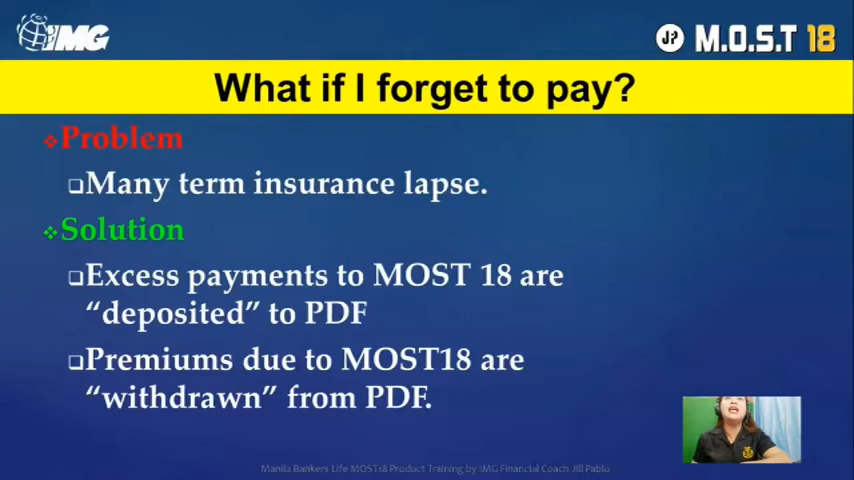 IMG
J?
M.O.S.T 18
What if I forget to pay?
Problem
Many term insurance lapse.
Solution
Excess payments to MOST 18 are
“deposited” to PDF
Premiums due to MOST18 are
“withdrawn” from PDF.
Manila Bankers Life MOST18 Product Training by IMG Financial Coach Jill Pablo